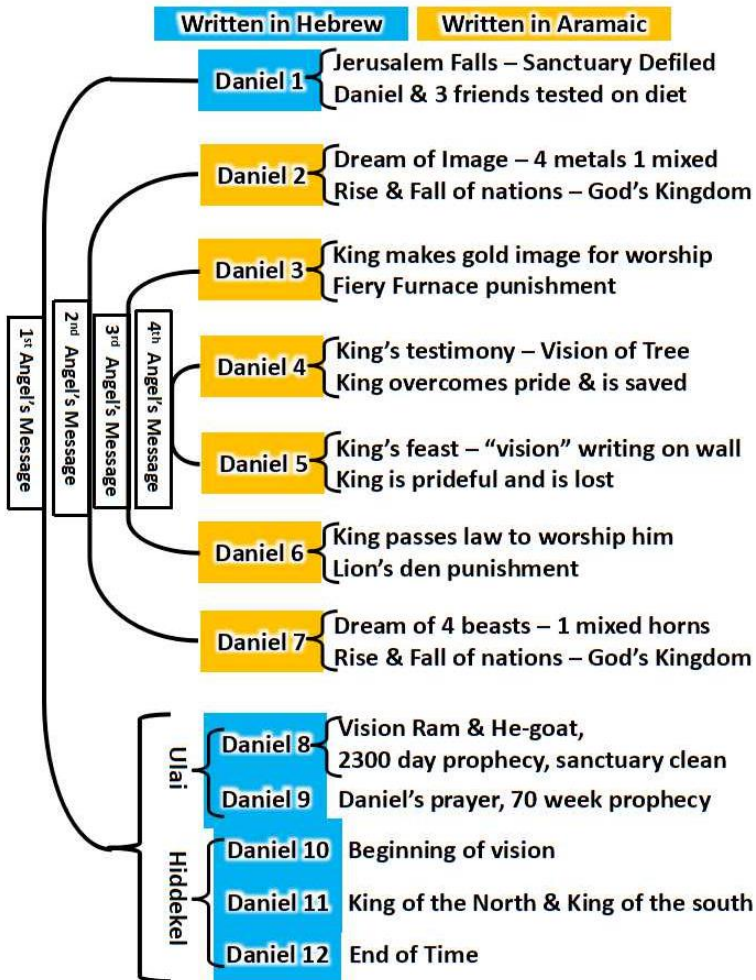 Written in Hebrew
Written in Aramaic
Daniel 1
Jerusalem Falls – Sanctuary Defiled
Daniel & 3 friends tested on diet
Daniel 2
Dream of Image – 4 metals 1 mixed
Rise & Fall of nations – God’s Kingdom
Daniel 3
King makes gold image for worship
Fiery Furnace punishment
Daniel 4
King’s testimony – Vision of Tree
King overcomes pride & is saved
Daniel 5
King’s feast – “vision” writing on wall
King is prideful and is lost
Daniel 6
King passes law to worship him
Lion’s den punishment
Daniel 7
Dream of 4 beasts – 1 mixed horns
Rise & Fall of nations – God’s Kingdom
1st Angel’s Message
2nd Angel’s Message
3rd Angel’s Message
4th Angel’s Message
Ulai
Daniel 8
Vision Ram & He-goat,
2300 day prophecy, sanctuary clean
Daniel 9
Daniel’s prayer, 70 week prophecy
Hiddekel
Daniel 10
Beginning of vision
Daniel 11
King of the North & King of the south
Daniel 12
End of Time